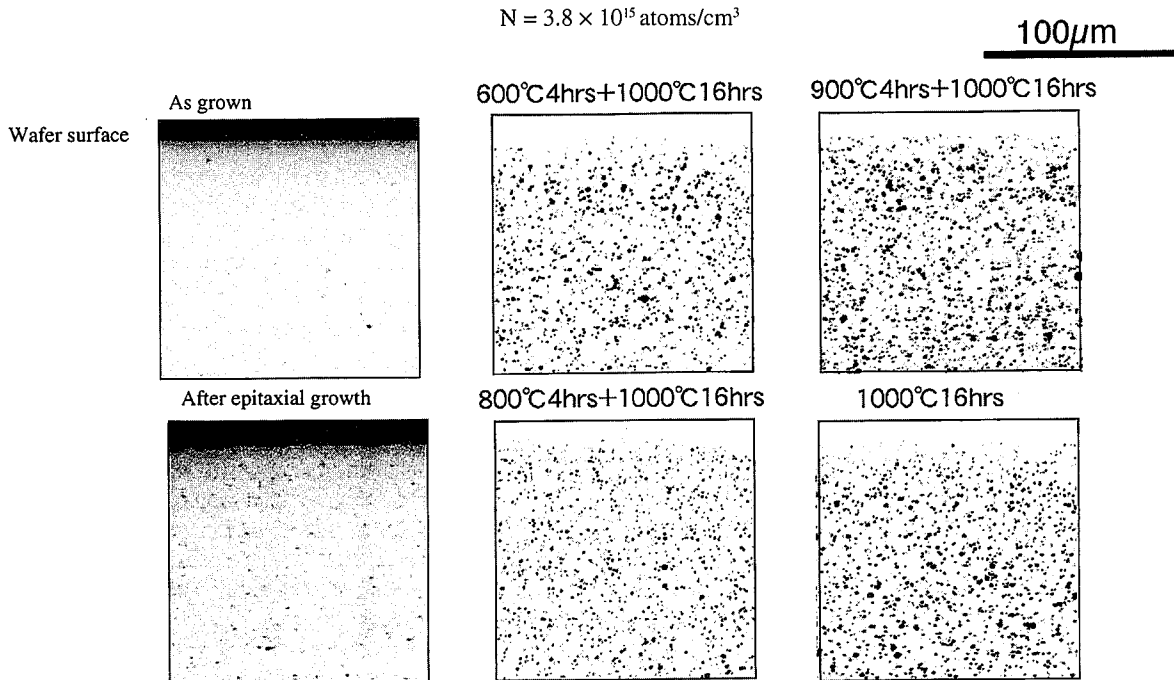 N = 3.8 × 10¹⁵ atoms/cm³
100μm
As grown
600℃4hrs+1000℃16hrs
900℃4hrs+1000℃16hrs
Wafer surface
After epitaxial growth
800℃4hrs+1000℃16hrs
1000℃16hrs